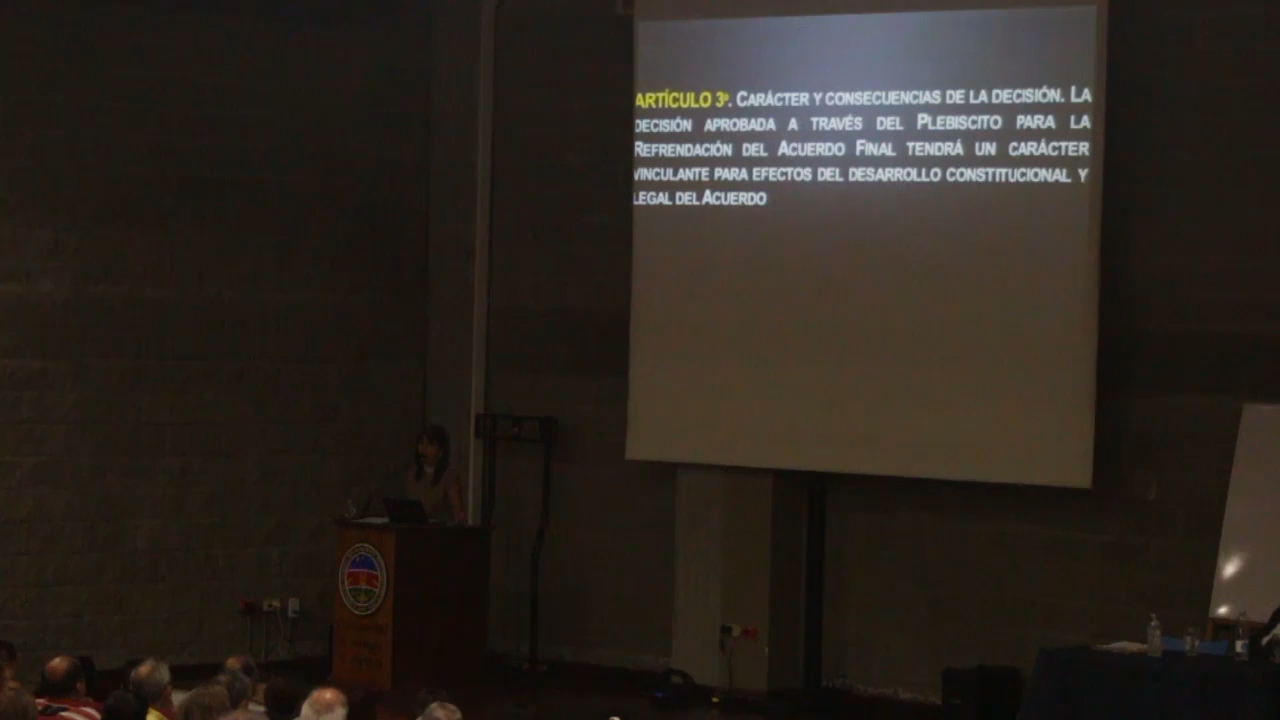 ARTÍCULO 3º. CARÁCTER Y CONSECUENCIAS DE LA DECISIÓN. LA
DECISIÓN APROBADA A TRAVÉS DEL PLEBISCITO PARA LA
REFRENDACIÓN DEL ACUERDO FINAL TENDRÁ UN CARÁCTER
VINCULANTE PARA EFECTOS DEL DESARROLLO CONSTITUCIONAL Y
LEGAL DEL ACUERDO